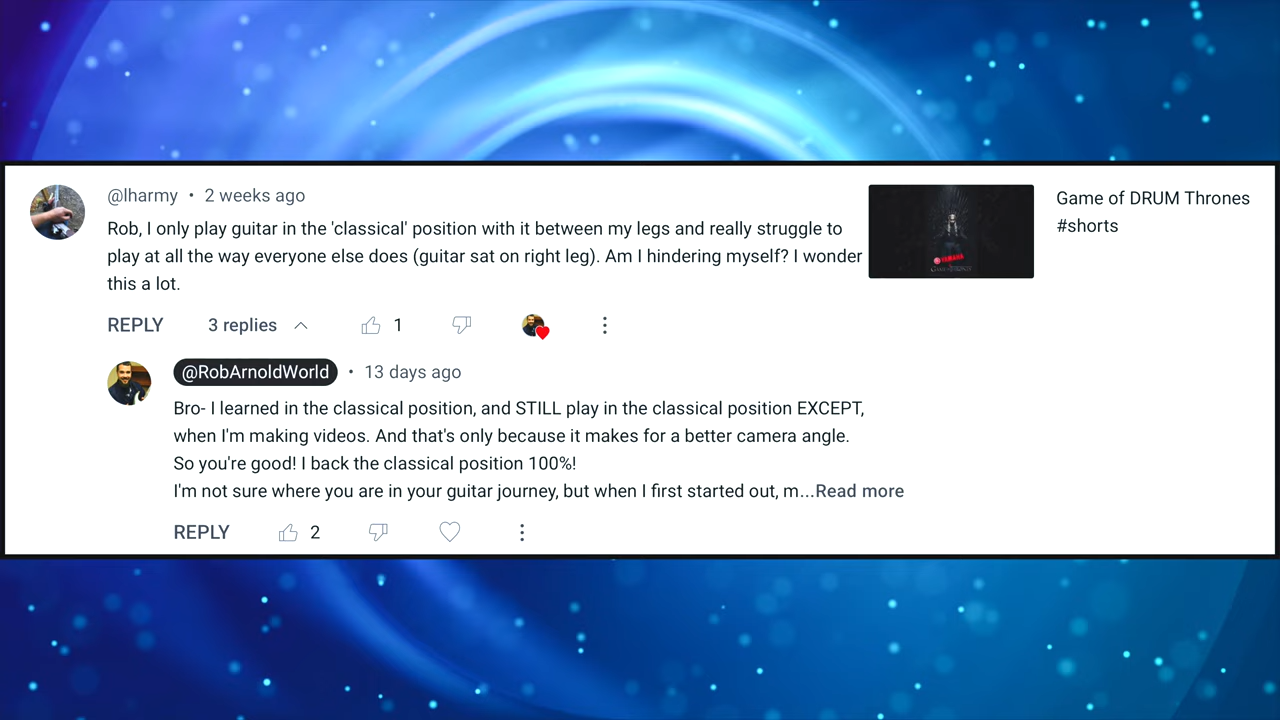 @lharmy • 2 weeks ago
Rob, I only play guitar in the 'classical' position with it between my legs and really struggle to
play at all the way everyone else does (guitar sat on right leg). Am I hindering myself? I wonder
this a lot.
REPLY 3 replies 1
Game of DRUM Thrones
#shorts
YAMAHA
@RobArnoldWorld • 13 days ago
Bro- I learned in the classical position, and STILL play in the classical position EXCEPT,
when I'm making videos. And that's only because it makes for a better camera angle.
So you're good! I back the classical position 100%!
I'm not sure where you are in your guitar journey, but when I first started out, m...Read more
REPLY 2